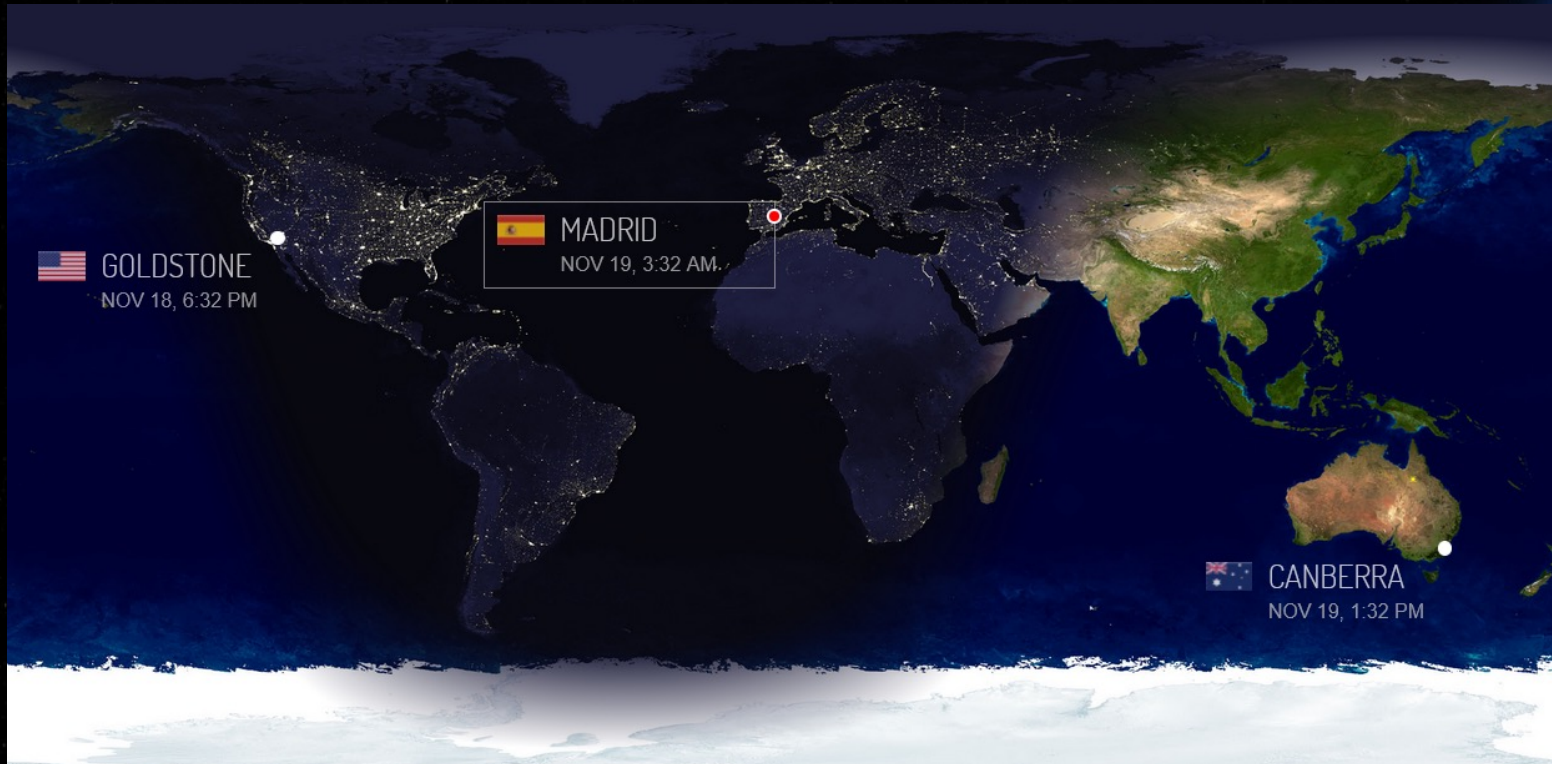 GOLDSTONE
NOV 18, 6:32 PM
MADRID
NOV 19, 3:32 AM
CANBERRA
NOV 19, 1:32 PM